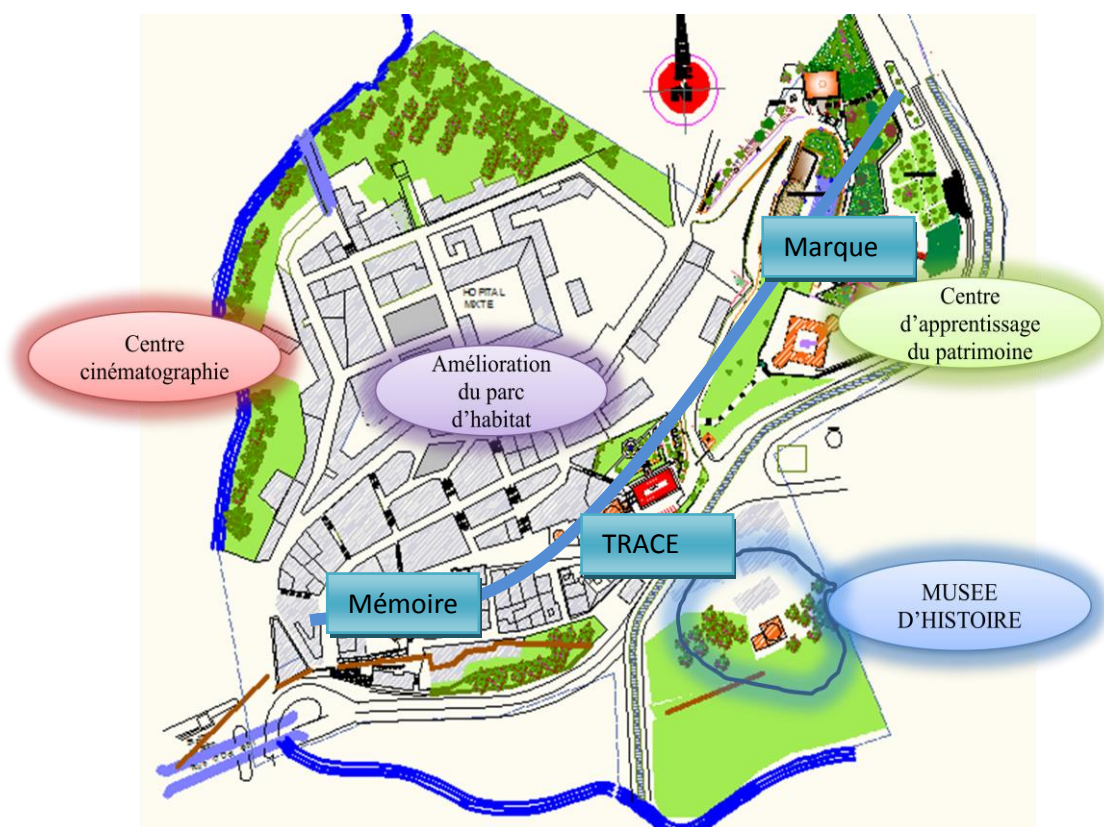 Marque
Centre
d’apprentissage
du patrimoine
HOPITAL
MIXTE
Centre
cinématographie
Amélioration
du parc
d’habitat
TRACE
Mémoire
MUSEE
D’HISTOIRE